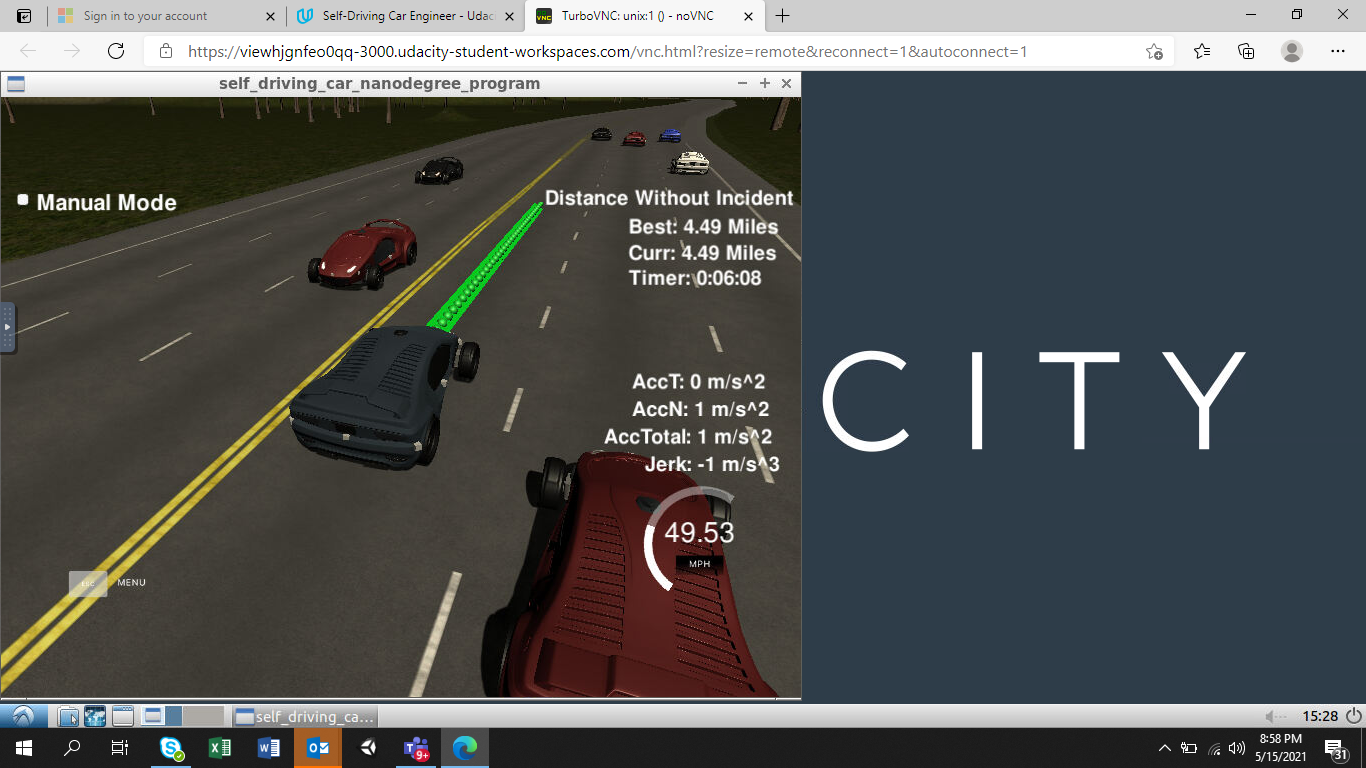 Sign in to your account
Self-Driving Car Engineer - Udac
TurboVNC: unix:1 () - noVNC
https://viewhjgnfeo0qq-3000.udacity-student-workspaces.com/vnc.html?resize=remote&reconnect=1&autoconnect=1
self_driving_car_nanodegree_program
Manual Mode
Distance Without Incident
Best: 4.49 Miles
Curr: 4.49 Miles
Timer: 0:06:08
AccT: 0 m/s^2
AccN: 1 m/s^2
AccTotal: 1 m/s^2
Jerk: -1 m/s^3
49.53
MPH
ESC MENU
CITY
self_driving_ca...
15:28
9+
8:58 PM
5/15/2021
31